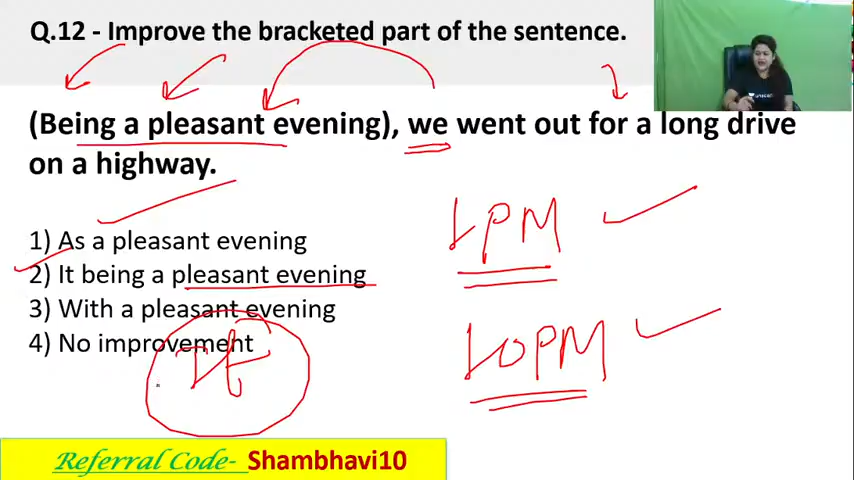 Q.12 - Improve the bracketed part of the sentence.
(Being a pleasant evening), we went out for a long drive
on a highway.
1) As a pleasant evening
2) It being a pleasant evening
3) With a pleasant evening
4) No improvement
1PM
10PM
It
Referral Code- Shambhavi10